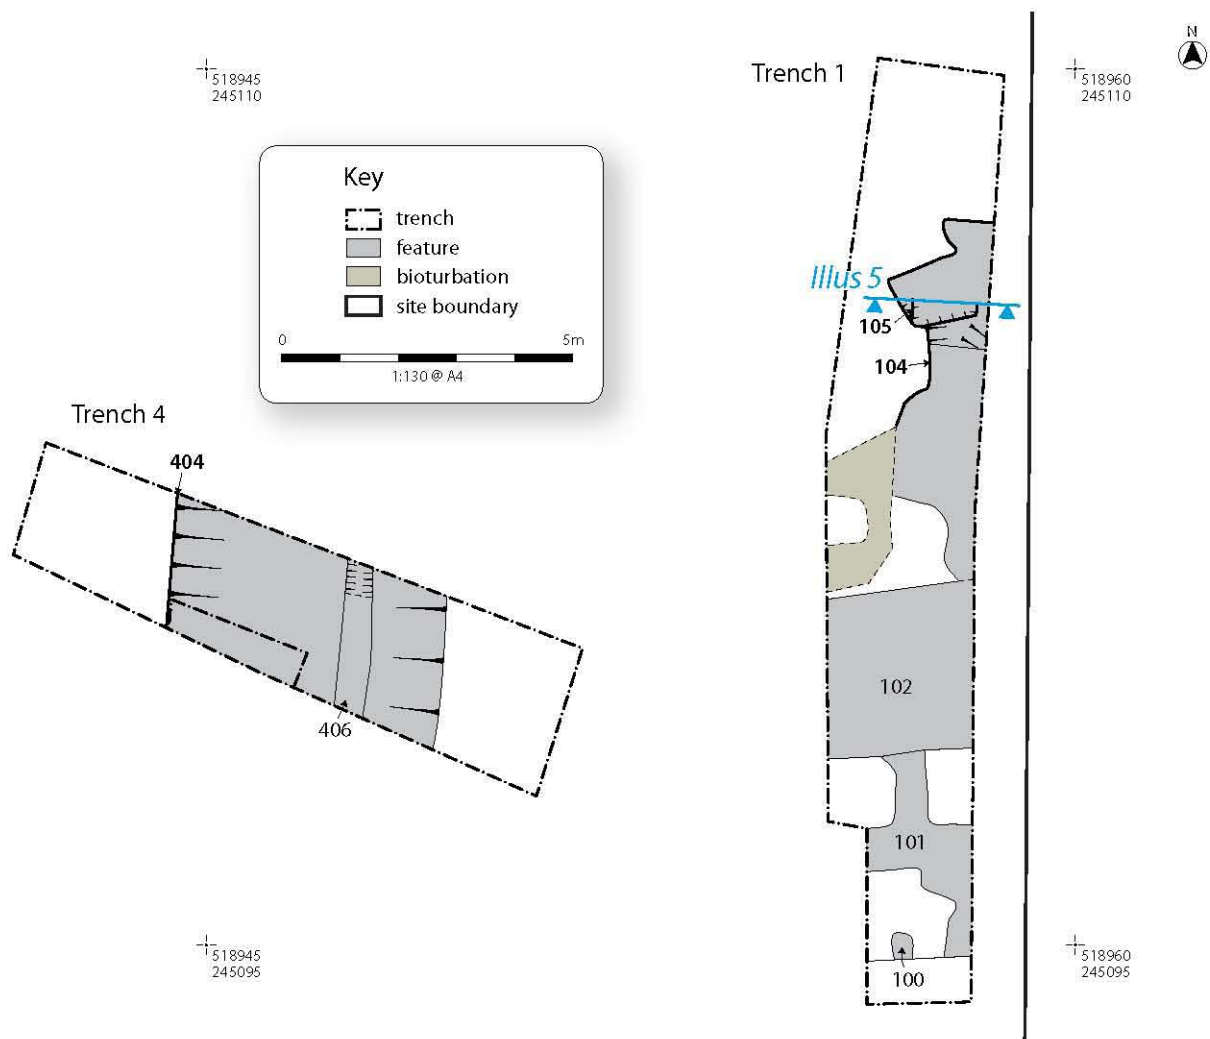 N
Trench 1
518945
245110
518960
245110
Key
trench
feature
bioturbation
site boundary
0
5m
1:130 @ A4
Illus 5
105
104
Trench 4
404
406
102
101
100
518945
245095
518960
245095